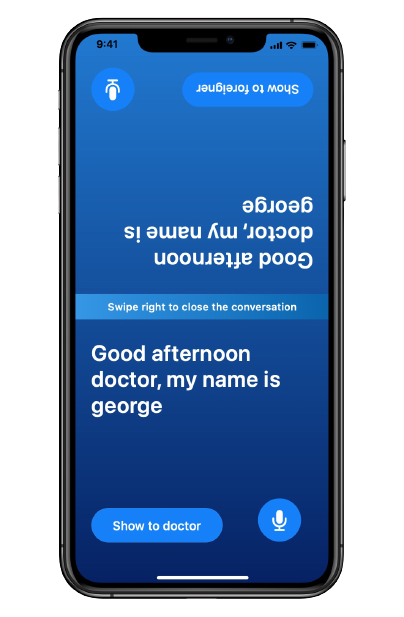 9:41
Show to foreigner
Good afternoon
doctor, my name is
george
Swipe right to close the conversation
Good afternoon
doctor, my name is
george
Show to doctor